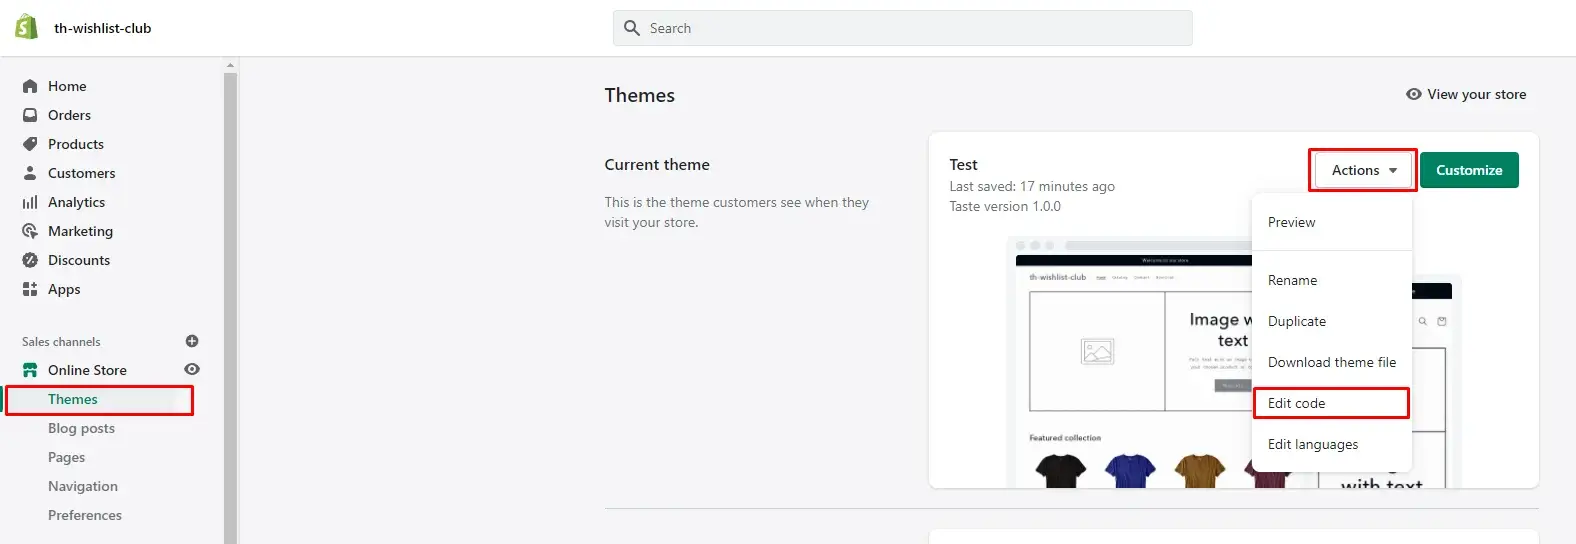 th-wishlist-club
Search
Home
Orders
Products
Customers
Analytics
Marketing
Discounts
Apps
Sales channels
Online Store
Themes
Blog posts
Pages
Navigation
Preferences
Themes
View your store
Current theme
This is the theme customers see when they
visit your store.
Test
Last saved: 17 minutes ago
Taste version 1.0.0
Actions
Customize
Preview
Rename
Duplicate
Download theme file
Edit code
Edit languages
Welcome to our store
th-wishlist-club
Image w
text
Featured collection
with text